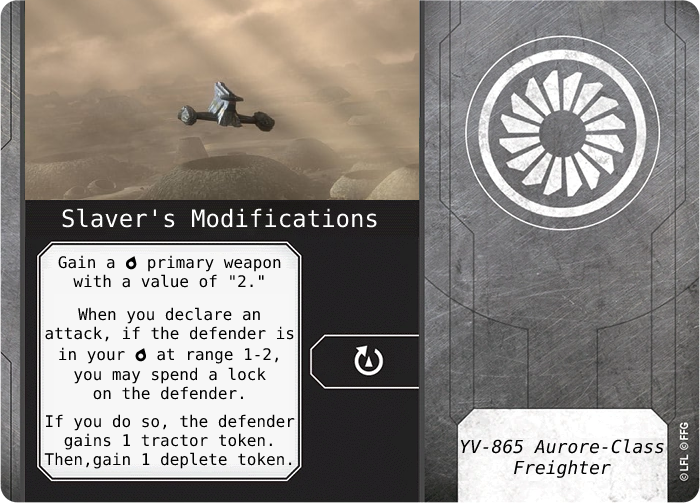 Slaver's Modifications
Gain a primary weapon
with a value of "2."
When you declare an
attack, if the defender is
in your at range 1-2,
you may spend a lock
on the defender.
If you do so, the defender
gains 1 tractor token.
Then,gain 1 deplete token.
YV-865 Aurore-Class
Freighter
©LFL ©FFG